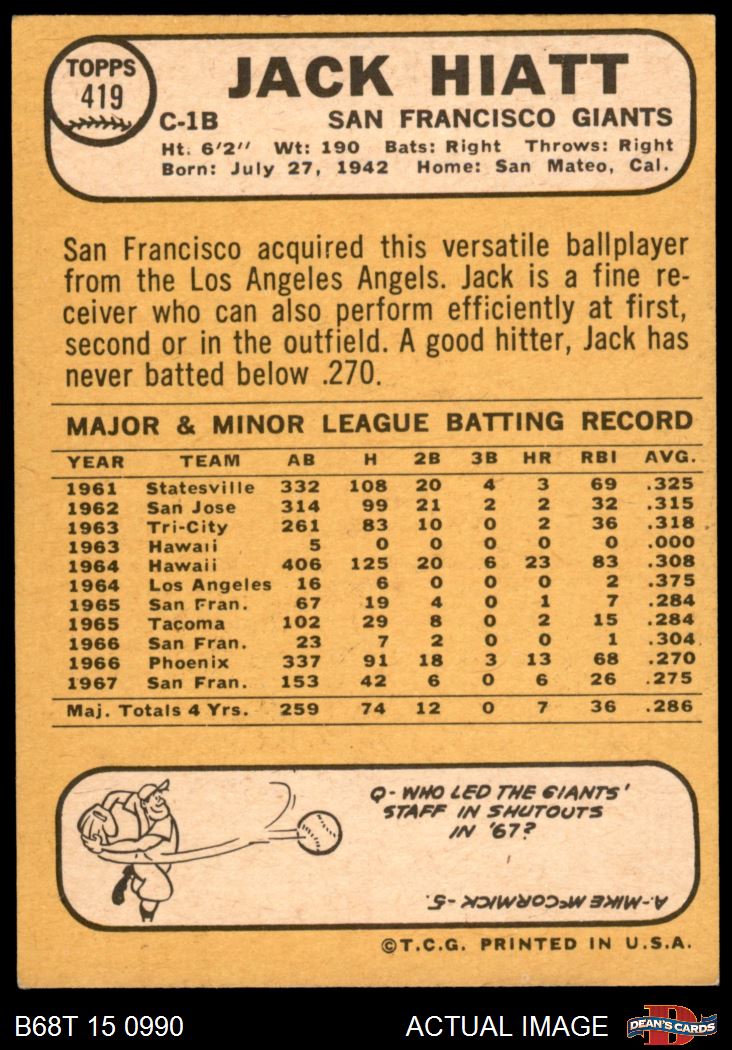 TOPPS
419
JACK HIATT
C-1B SAN FRANCISCO GIANTS
Ht: 6'2" Wt: 190 Bats: Right Throws: Right
Born: July 27, 1942 Home: San Mateo, Cal.
San Francisco acquired this versatile ballplayer
from the Los Angeles Angels. Jack is a fine re-
ceiver who can also perform efficiently at first,
second or in the outfield. A good hitter, Jack has
never batted below .270.
MAJOR & MINOR LEAGUE BATTING RECORD
YEAR TEAM AB H 2B 3B HR RBI AVG.
1961 Statesville 332 108 20 4 3 69 .325
1962 San Jose 314 99 21 2 2 32 .315
1963 Tri-City 261 83 10 0 2 36 .318
1963 Hawaii 5 0 0 0 0 0 .000
1964 Hawaii 406 125 20 6 23 83 .308
1964 Los Angeles 16 6 0 0 0 2 .375
1965 San Fran. 67 19 4 0 1 7 .284
1965 Tacoma 102 29 8 0 2 15 .284
1966 San Fran. 23 7 2 0 0 1 .304
1966 Phoenix 337 91 18 3 13 68 .270
1967 San Fran. 153 42 6 0 6 26 .275
Maj. Totals 4 Yrs. 259 74 12 0 7 36 .286
Q- WHO LED THE GIANTS'
STAFF IN SHUTOUTS
IN '67?
A-MIKE McCORMICK-5.
©T.C.G. PRINTED IN U.S.A.
B68T 15 0990 ACTUAL IMAGE DEAN'S CARDS